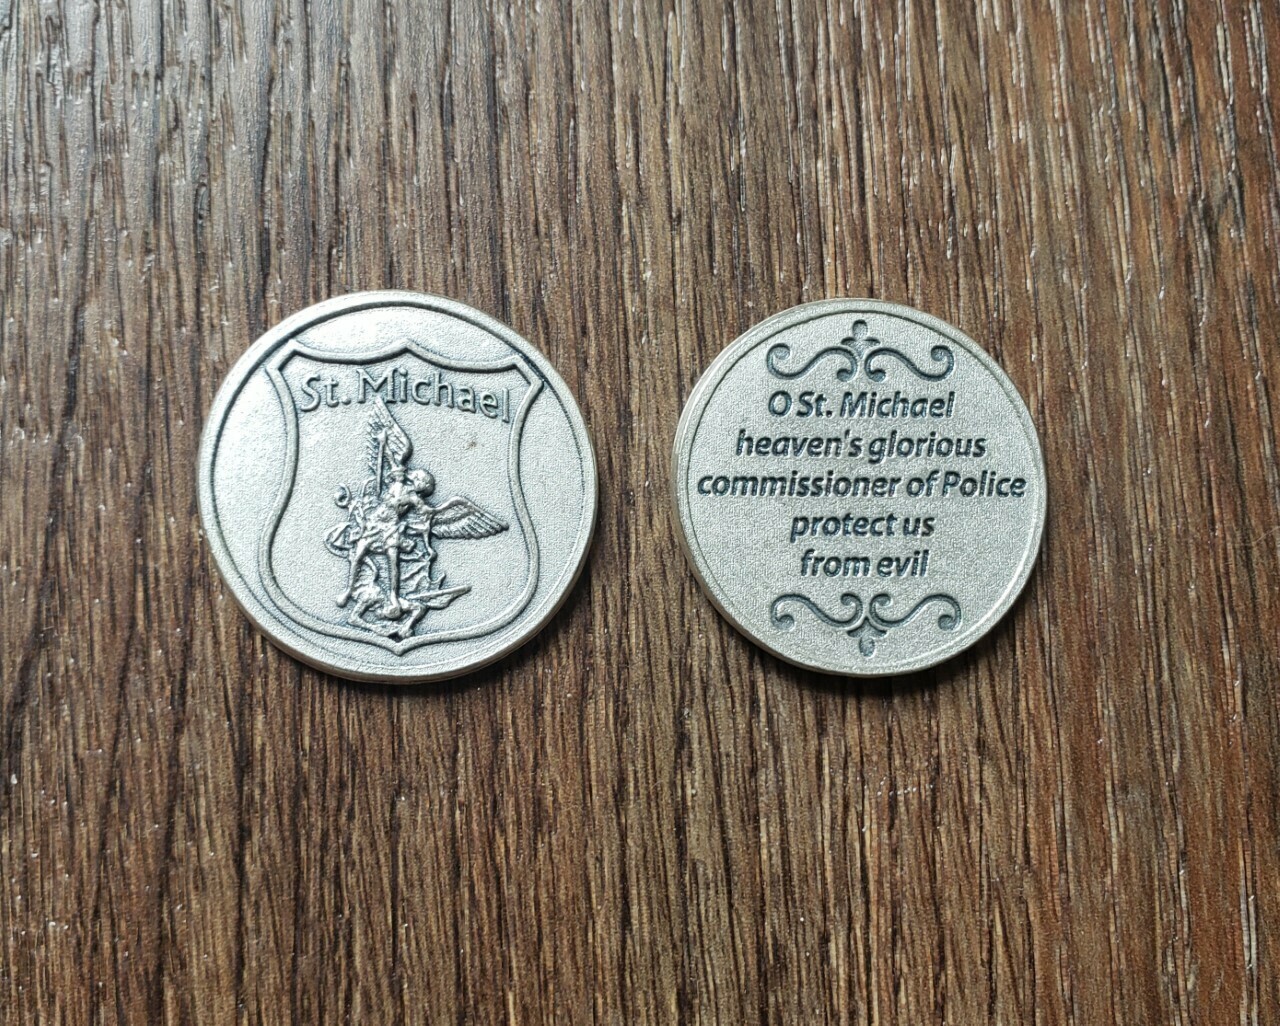 St. Michael
O St. Michael
heaven's glorious
commissioner of Police
protect us
from evil